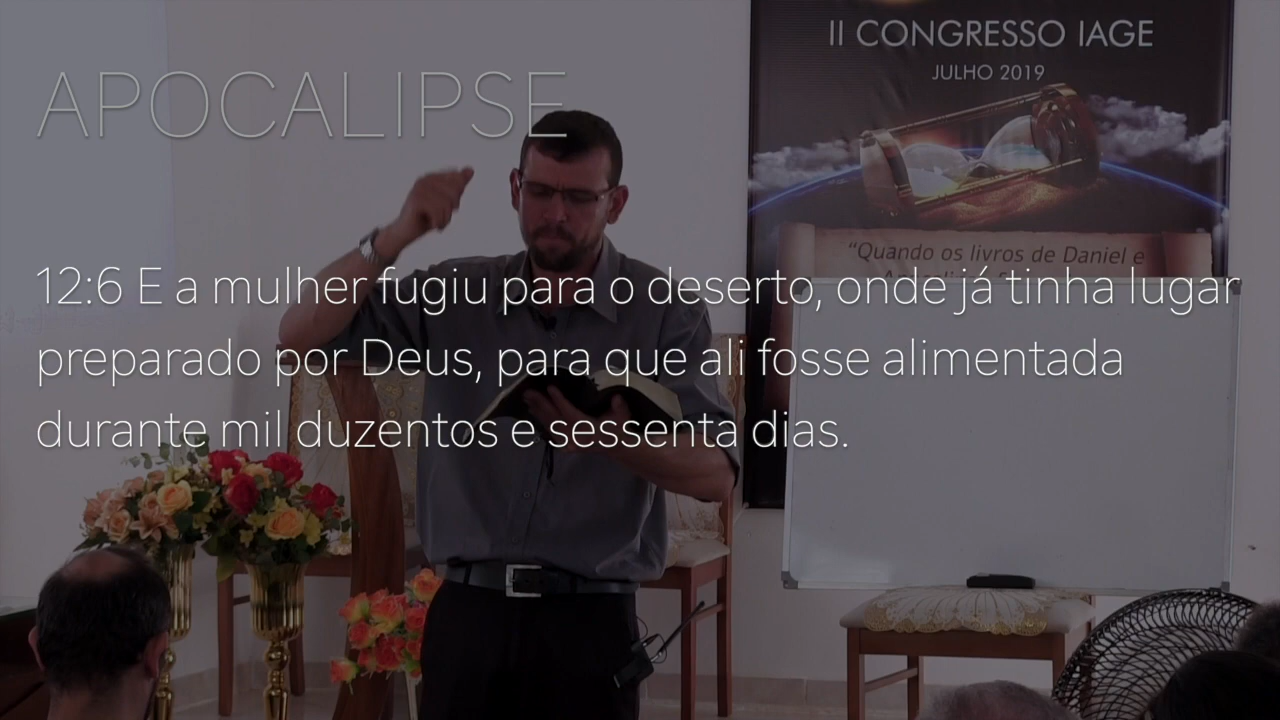 II CONGRESSO IAGE
JULHO 2019
APOCALIPSE
“Quando os livros de Daniel e
12:6 E a mulher fugiu para o deserto, onde já tinha lugar
preparado por Deus, para que ali fosse alimentada
durante mil duzentos e sessenta dias.